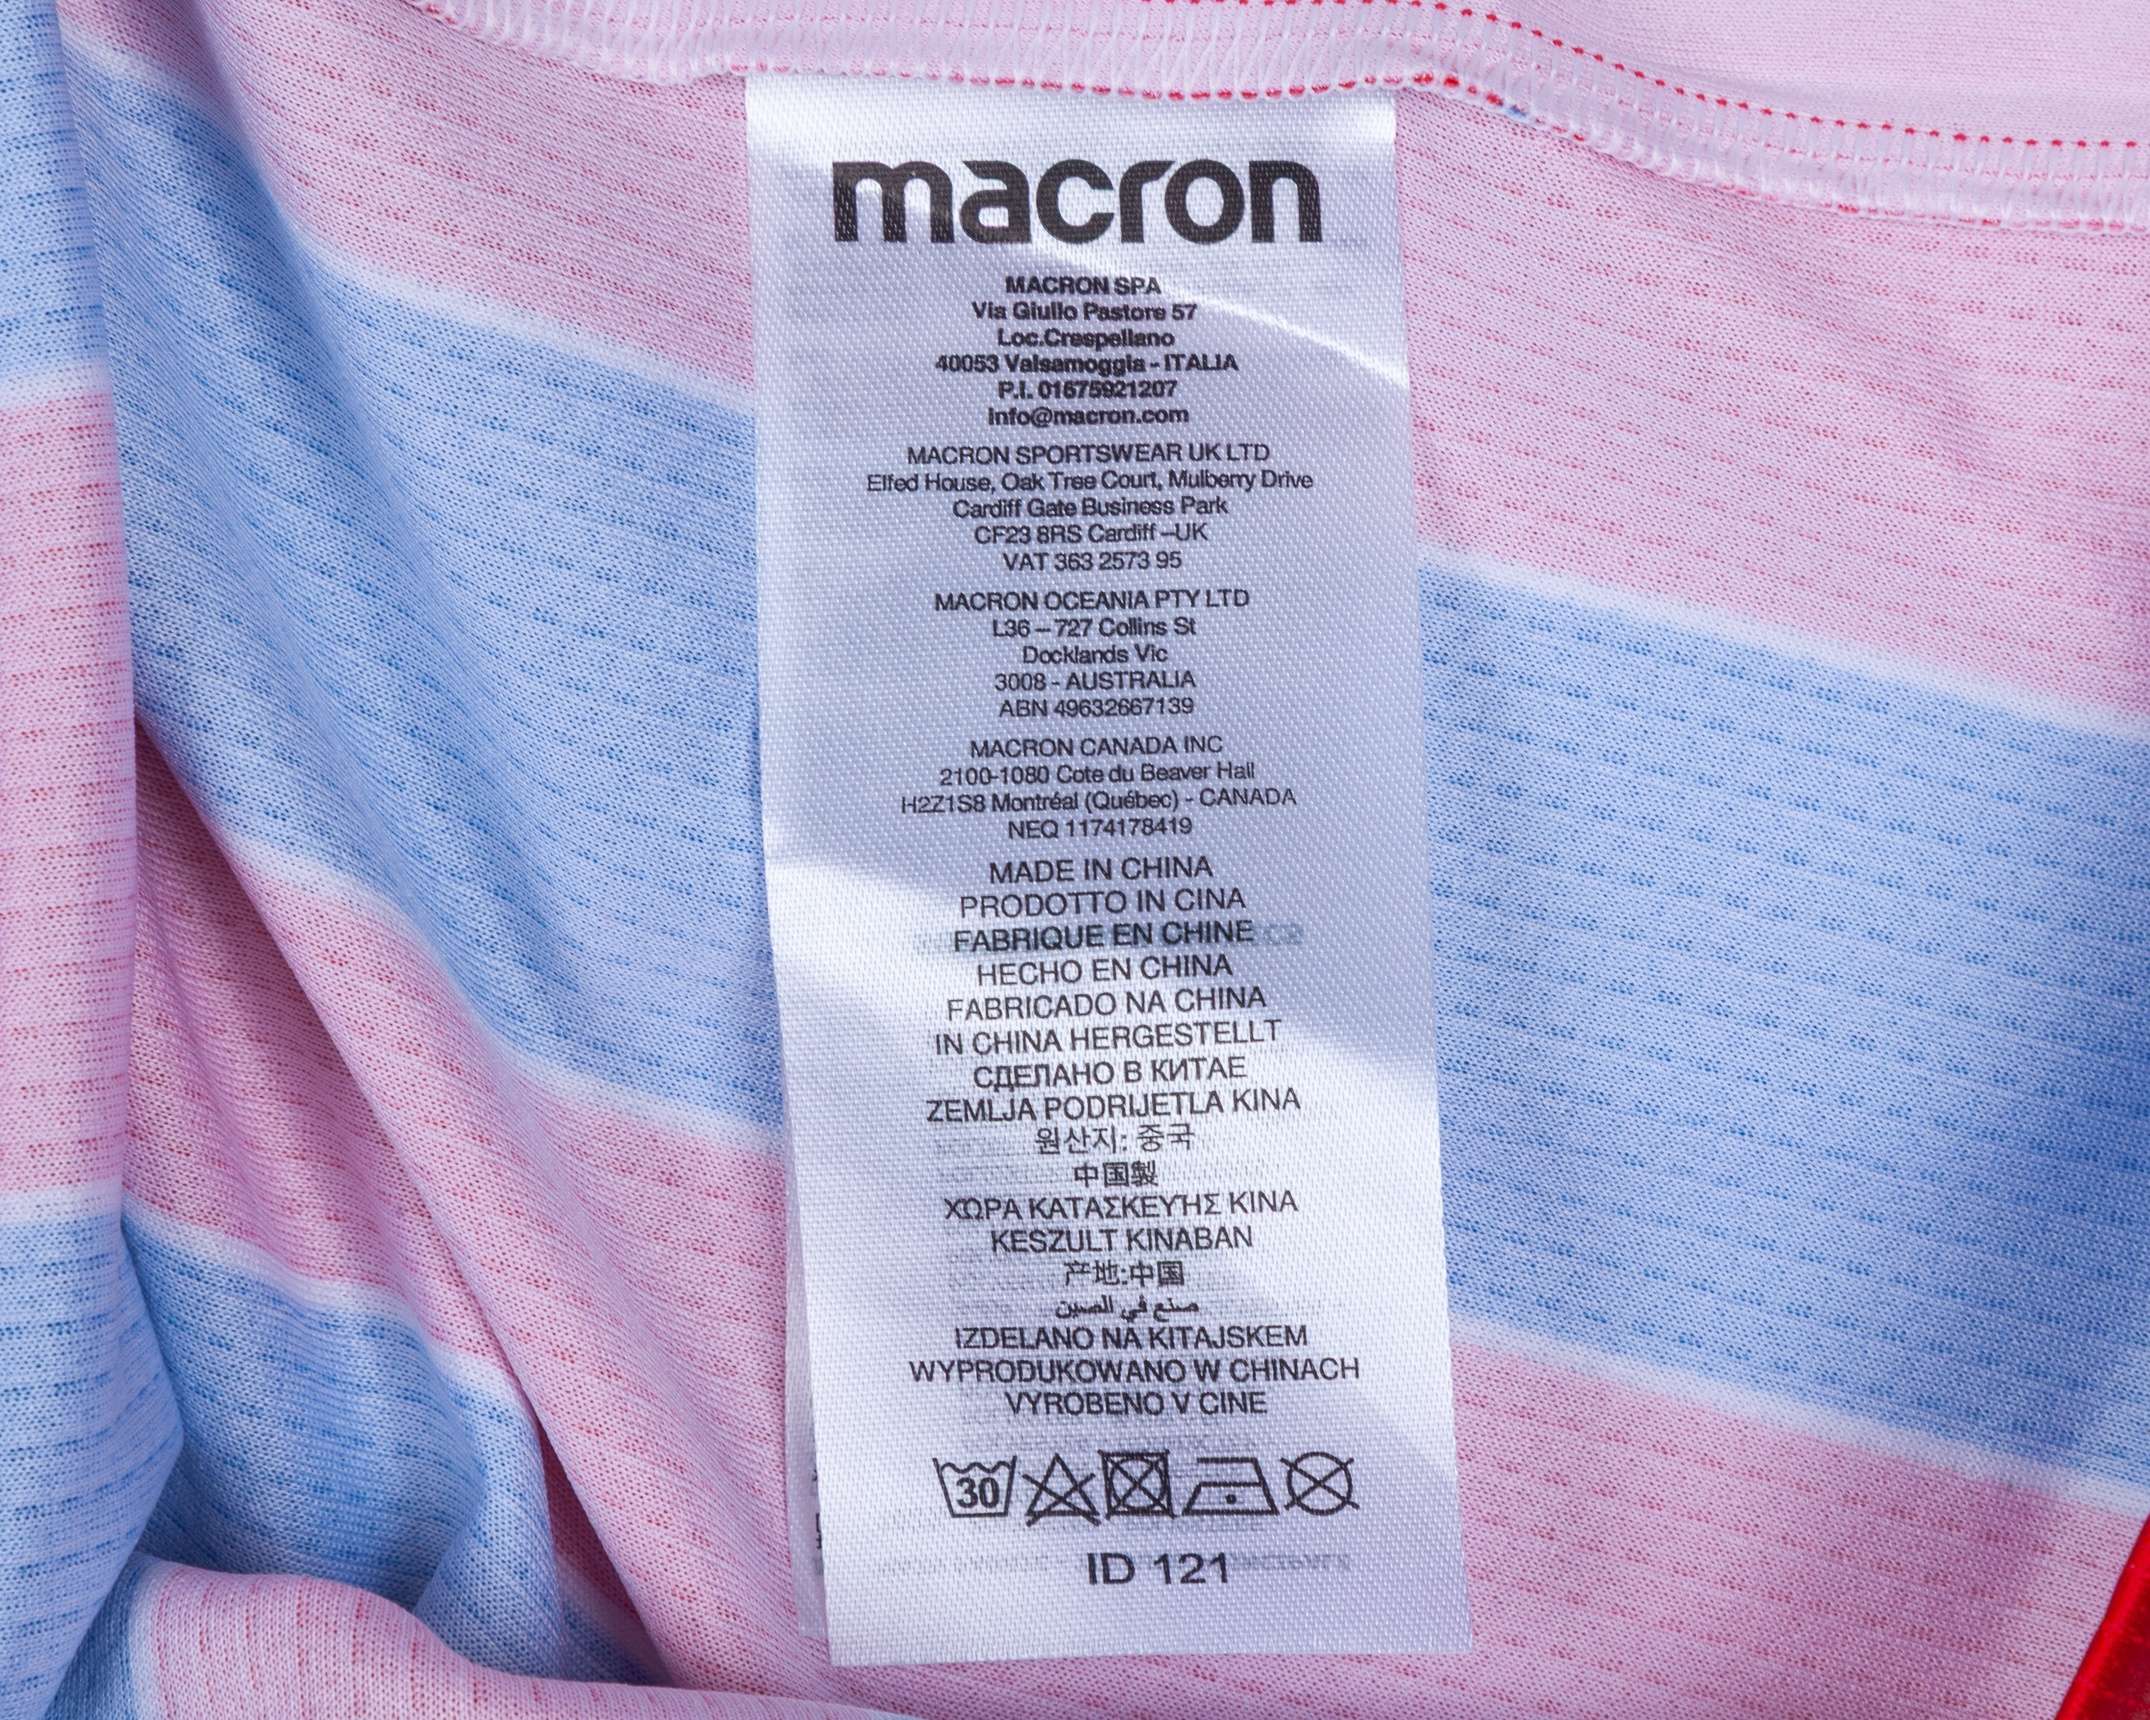 macron
MACRON SPA
Via Giulio Pastore 57
Loc.Crespellano
40053 Valsamoggia - ITALIA
P.I. 01675921207
info@macron.com
MACRON SPORTSWEAR UK LTD
Elfed House, Oak Tree Court, Mulberry Drive
Cardiff Gate Business Park
CF23 8RS Cardiff –UK
VAT 363 2573 95
MACRON OCEANIA PTY LTD
L36 – 727 Collins St
Docklands Vic
3008 - AUSTRALIA
ABN 49632667139
MACRON CANADA INC
2100-1080 Cote du Beaver Hall
H2Z1S8 Montréal (Québec) - CANADA
NEQ 1174178419
MADE IN CHINA
PRODOTTO IN CINA
FABRIQUE EN CHINE
HECHO EN CHINA
FABRICADO NA CHINA
IN CHINA HERGESTELLT
СДЕЛАНО В КИТАЕ
ZEMLJA PODRIJETLA KINA
원산지: 중국
中国製
ΧΩΡΑ ΚΑΤΑΣΚΕΥΉΣ ΚΙΝΑ
KESZULT KINABAN
产地:中国
صنع في الصين
IZDELANO NA KITAJSKEM
WYPRODUKOWANO W CHINACH
VYROBENO V CINE
30
ID 121